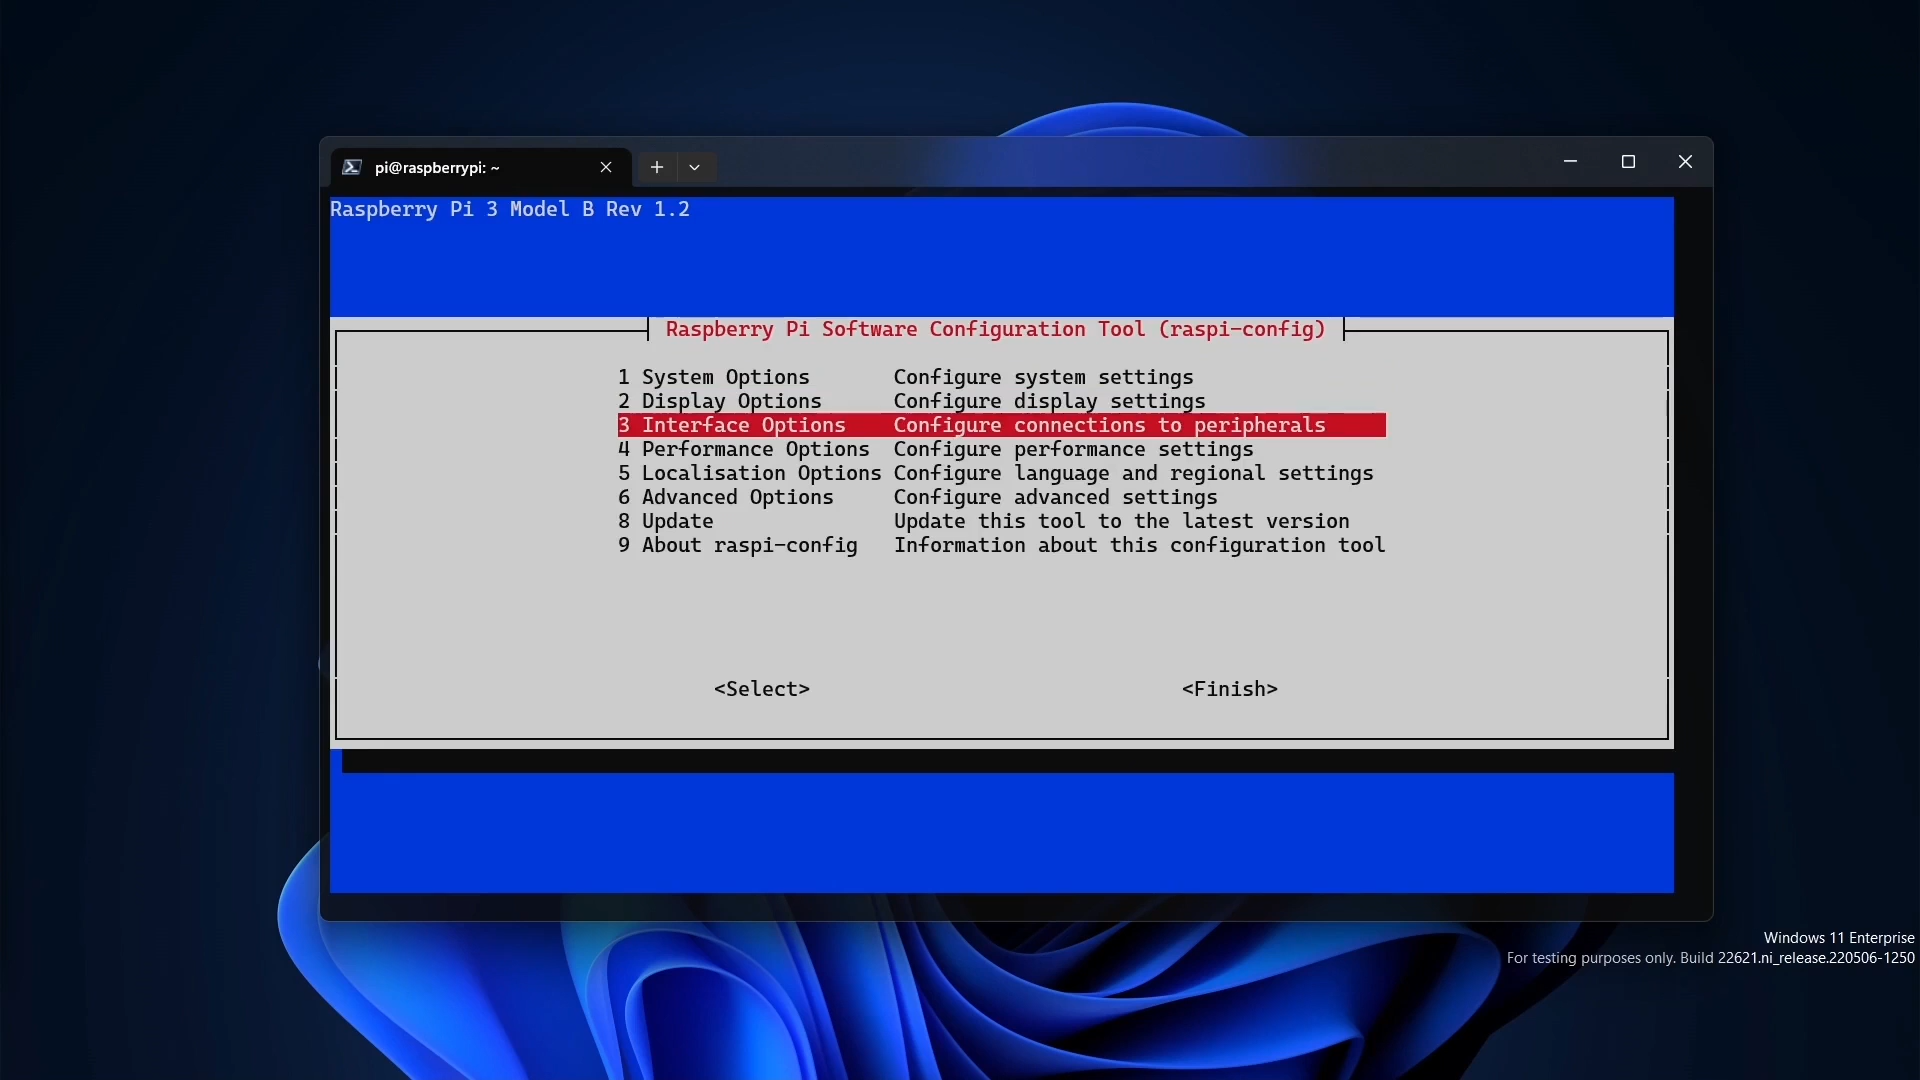 pi@raspberrypi: ~
Raspberry Pi 3 Model B Rev 1.2
Raspberry Pi Software Configuration Tool (raspi-config)
1 System Options Configure system settings
2 Display Options Configure display settings
3 Interface Options Configure connections to peripherals
4 Performance Options Configure performance settings
5 Localisation Options Configure language and regional settings
6 Advanced Options Configure advanced settings
8 Update Update this tool to the latest version
9 About raspi-config Information about this configuration tool
<Select> <Finish>
Windows 11 Enterprise
For testing purposes only. Build 22621.ni_release.220506-1250